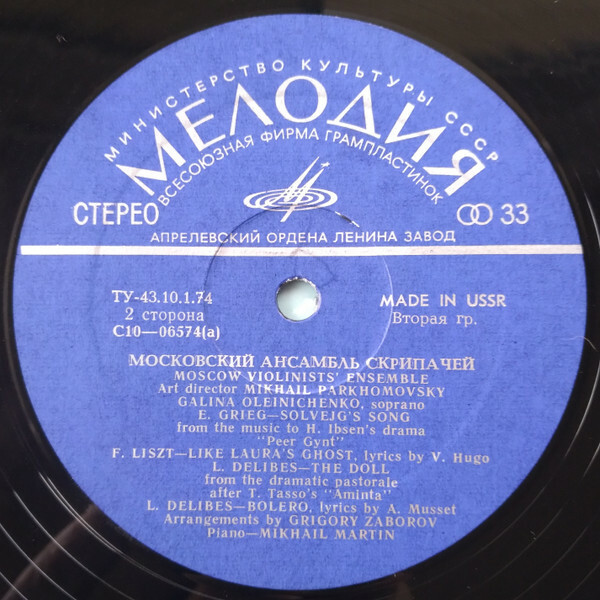 МИНИСТЕРСТВО КУЛЬТУРЫ СССР
МЕЛОДИЯ
ВСЕСОЮЗНАЯ ФИРМА ГРАМПЛАСТИНОК
СТЕРЕО
33
АПРЕЛЕВСКИЙ ОРДЕНА ЛЕНИНА ЗАВОД
ТУ-43.10.1.74
MADE IN USSR
2 сторона
Вторая гр.
С10—06574(а)
МОСКОВСКИЙ АНСАМБЛЬ СКРИПАЧЕЙ
MOSCOW VIOLINISTS' ENSEMBLE
Art director MIKHAIL PARKHOMOVSKY
GALINA OLEINICHENKO, soprano
E. GRIEG—SOLVEJG'S SONG
from the music to H. Ibsen's drama
"Peer Gynt"
F. LISZT—LIKE LAURA'S GHOST, lyrics by V. Hugo
L. DELIBES—THE DOLL
from the dramatic pastorale
after T. Tasso's "Aminta"
L. DELIBES—BOLERO, lyrics by A. Musset
Arrangements by GRIGORY ZABOROV
Piano—MIKHAIL MARTIN